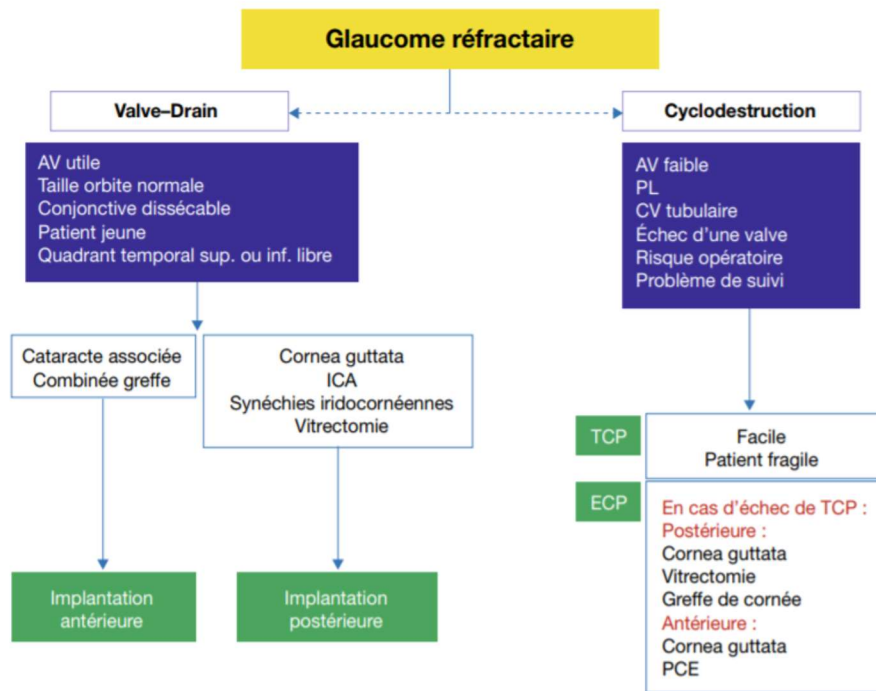 Glaucome réfractaire
Valve–Drain
AV utile
Taille orbite normale
Conjonctive dissécable
Patient jeune
Quadrant temporal sup. ou inf. libre
Cataracte associée
Combinée greffe
Cornea guttata
ICA
Synéchies iridocornéennes
Vitrectomie
Implantation
antérieure
Implantation
postérieure
Cyclodestruction
AV faible
PL
CV tubulaire
Échec d'une valve
Risque opératoire
Problème de suivi
TCP
Facile
Patient fragile
ECP
En cas d'échec de TCP :
Postérieure :
Cornea guttata
Vitrectomie
Greffe de cornée
Antérieure :
Cornea guttata
PCE